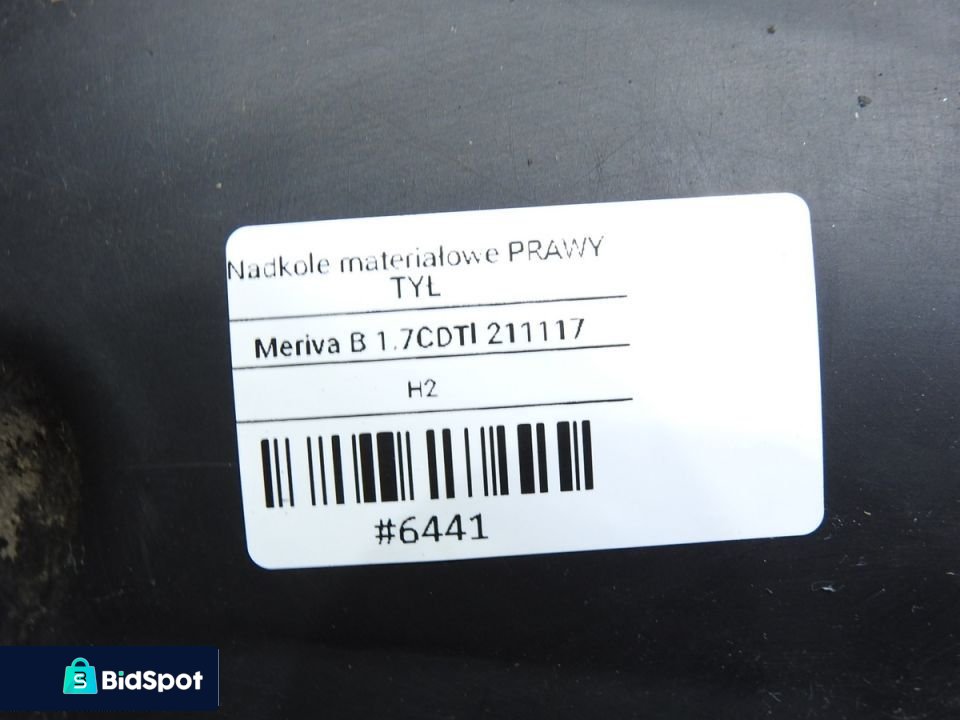 Nadkole materiałowe PRAWY
TYŁ
Meriva B 1.7CDTI 211117
H2
#6441
BidSpot